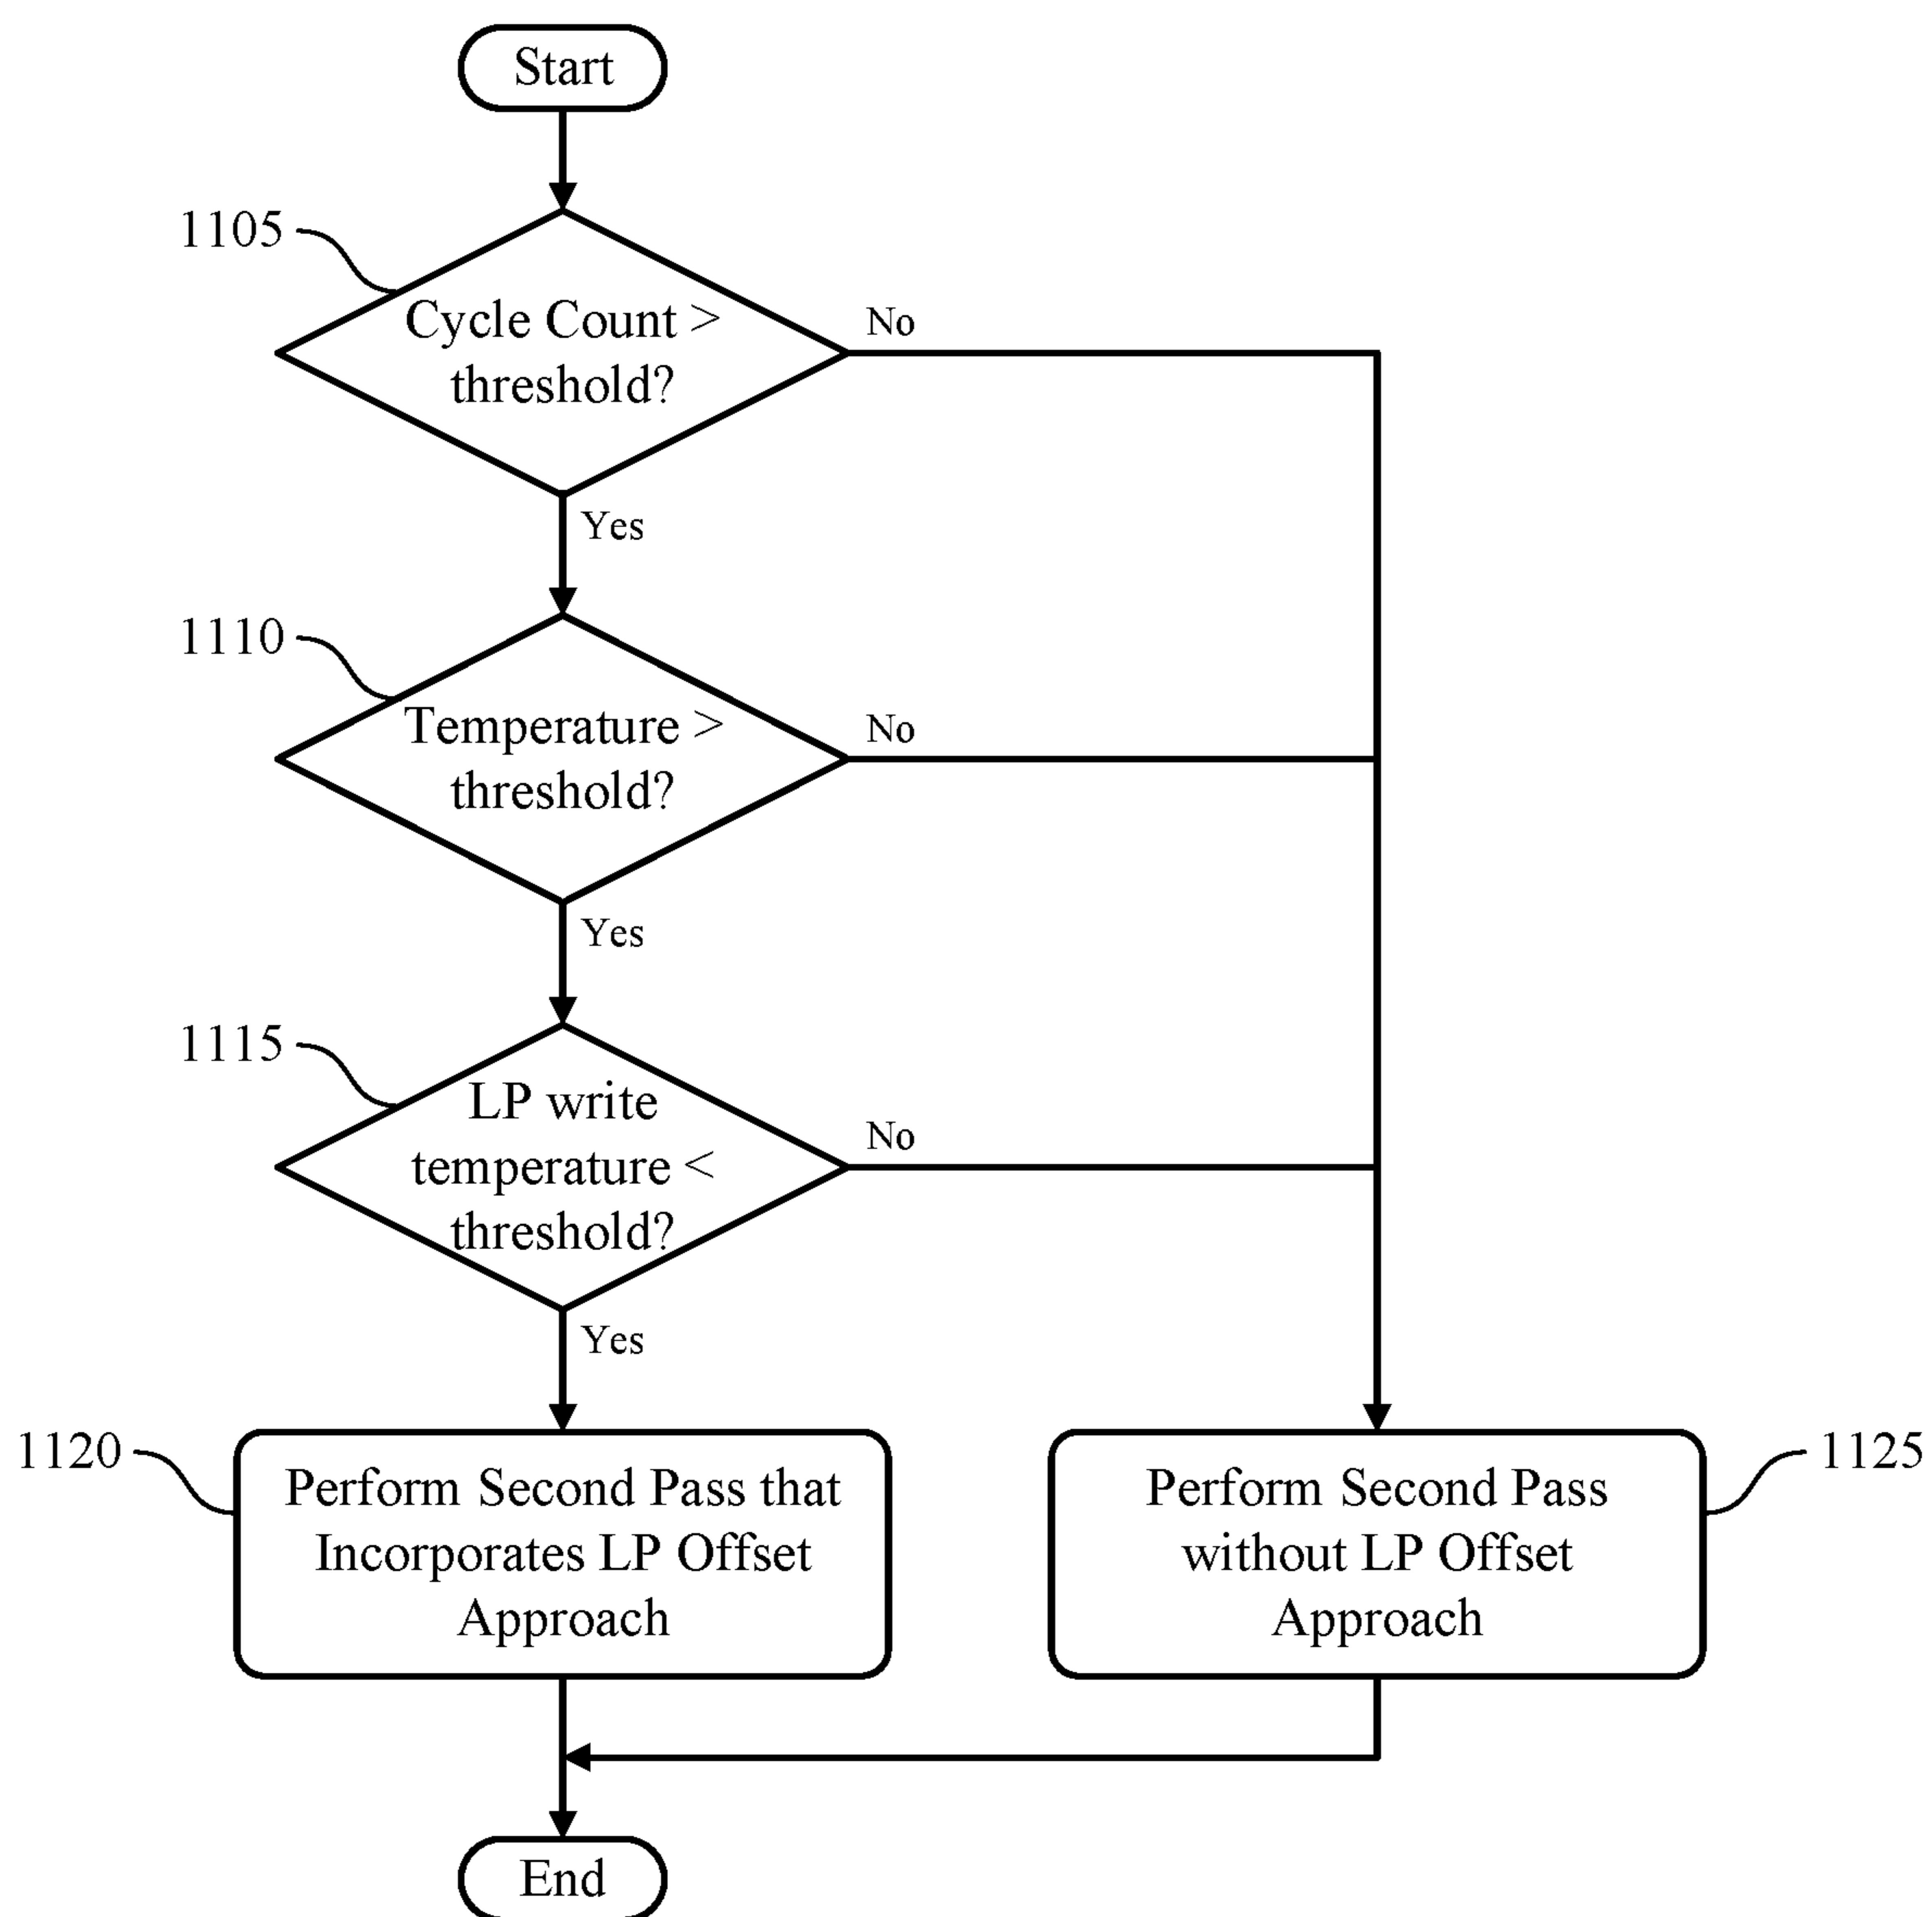 Start
1105
Cycle Count >
threshold?
No
Yes
1110
Temperature >
threshold?
No
Yes
1115
LP write
temperature <
threshold?
No
Yes
1120
Perform Second Pass that
Incorporates LP Offset
Approach
Perform Second Pass
without LP Offset
Approach
1125
End